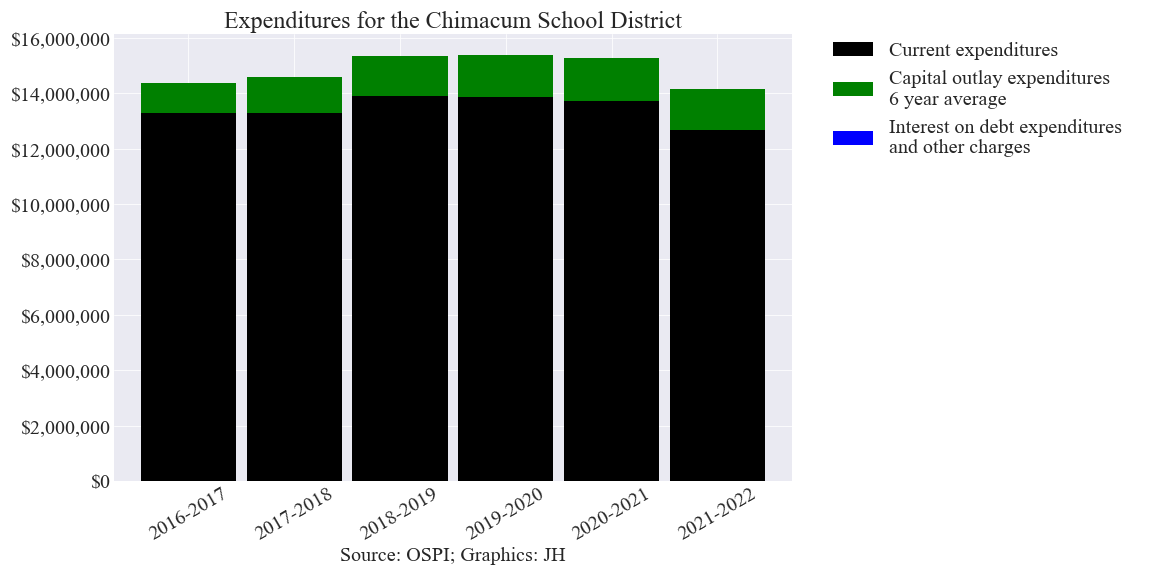 Expenditures for the Chimacum School District
$16,000,000
$14,000,000
$12,000,000
$10,000,000
$8,000,000
$6,000,000
$4,000,000
$2,000,000
$0
2016-2017
2017-2018
2018-2019
2019-2020
2020-2021
2021-2022
Source: OSPI; Graphics: JH
Current expenditures
Capital outlay expenditures
6 year average
Interest on debt expenditures
and other charges